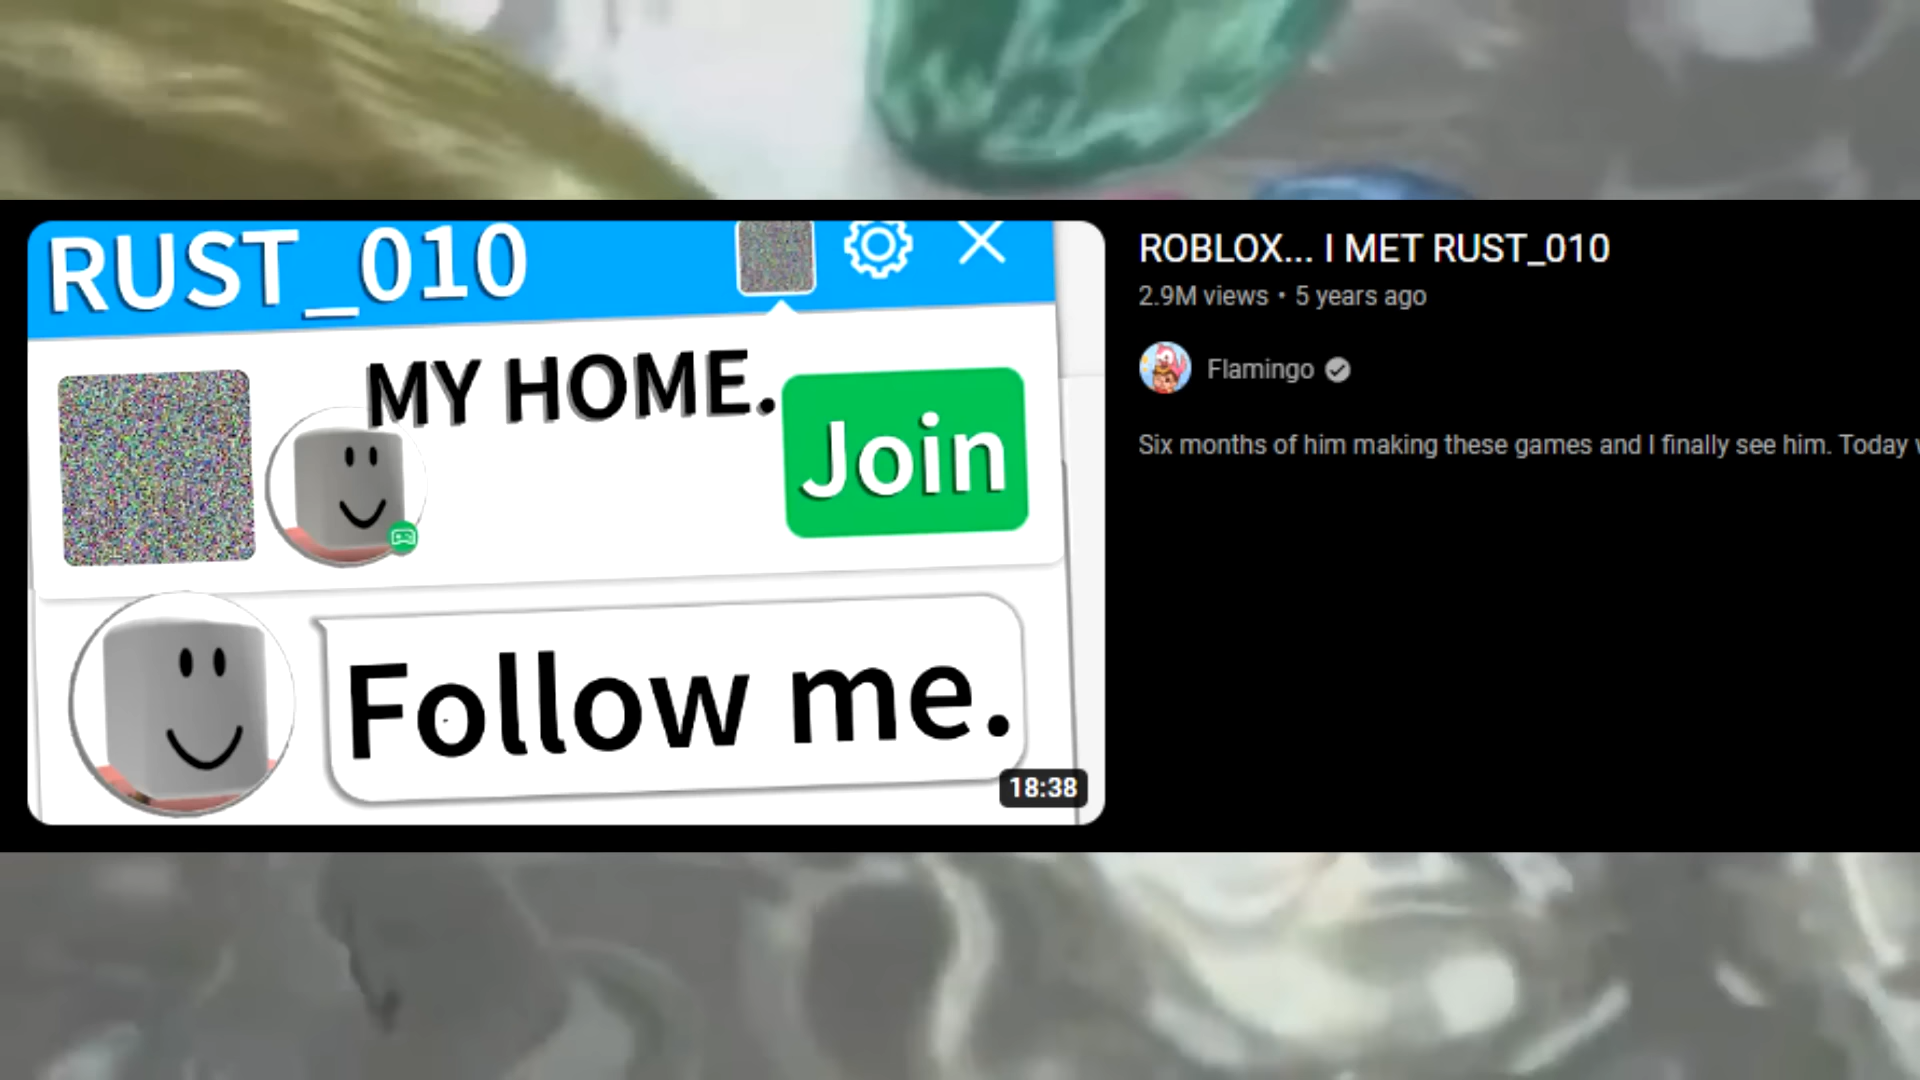 RUST_010
MY HOME.
Join
Follow me.
18:38
ROBLOX... I MET RUST_010
2.9M views • 5 years ago
Flamingo
Six months of him making these games and I finally see him. Today